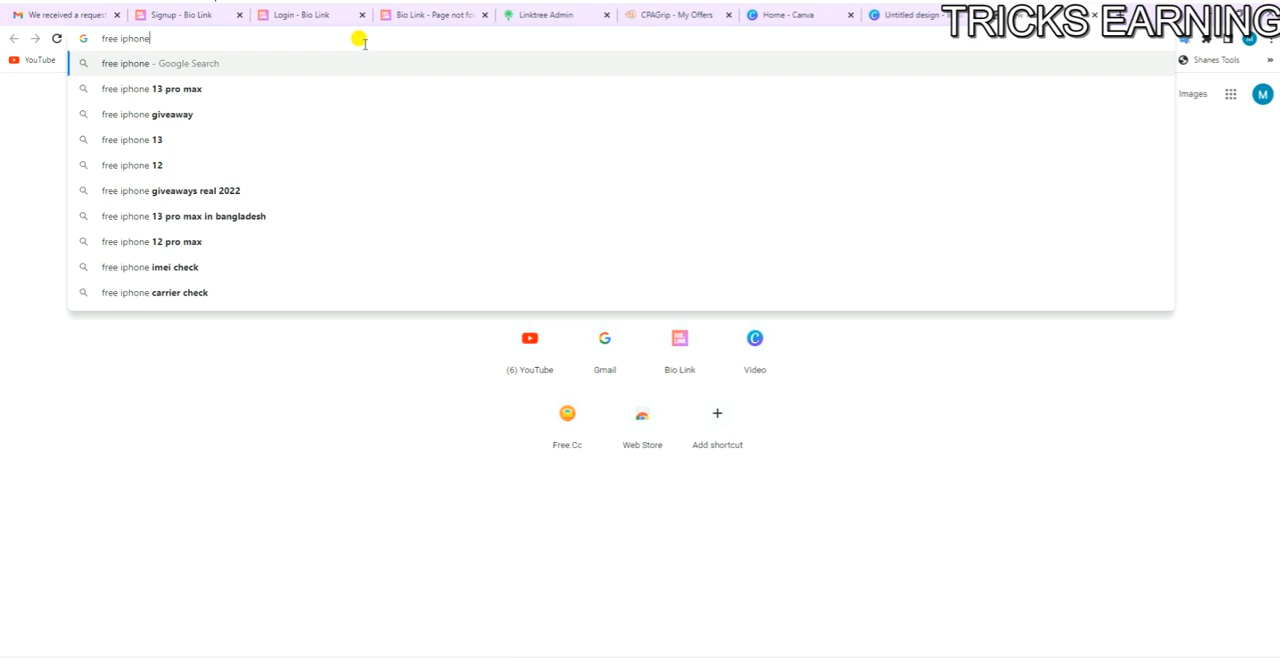 We received a request
Signup - Bio Link
Login - Bio Link
Bio Link - Page not fo
Linktree Admin
CPAGrip - My Offers
Home - Canva
Untitled design -
TRICKS EARNING
free iphone
YouTube
Shanes Tools
free iphone - Google Search
free iphone 13 pro max
Images
M
free iphone giveaway
free iphone 13
free iphone 12
free iphone giveaways real 2022
free iphone 13 pro max in bangladesh
free iphone 12 pro max
free iphone imei check
free iphone carrier check
(6) YouTube
Gmail
Bio Link
Video
Free.Cc
Web Store
Add shortcut